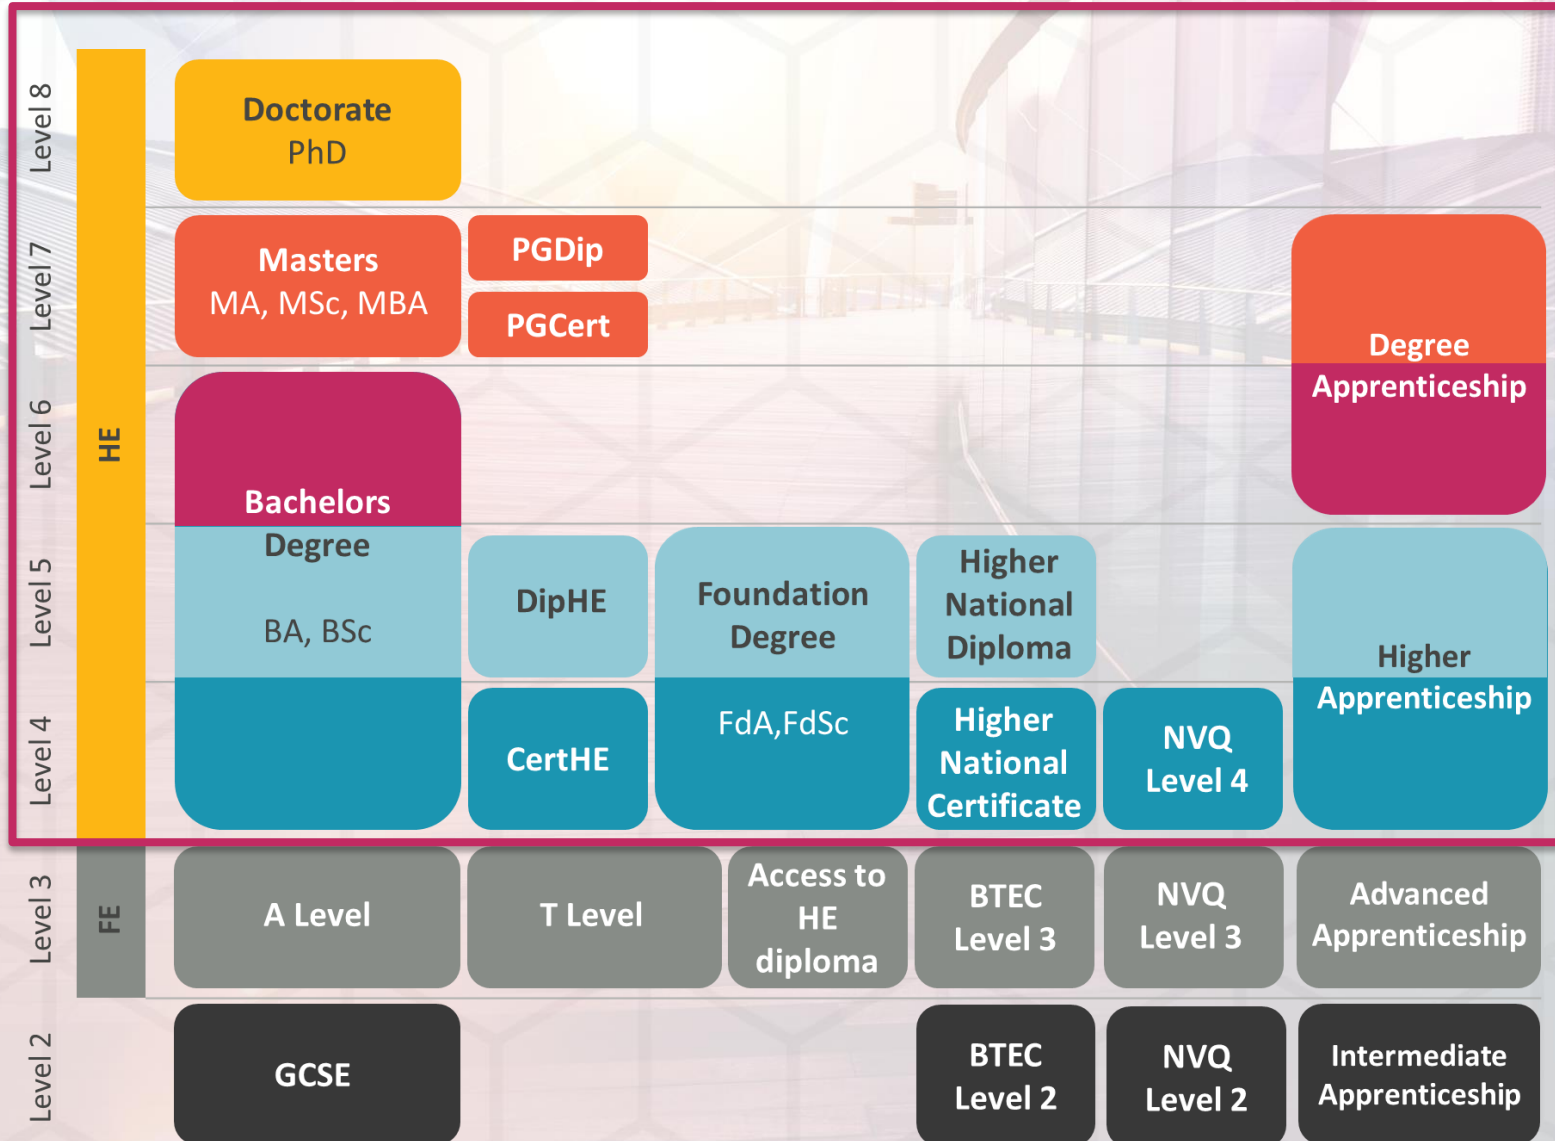 Level 8
HE
Doctorate
PhD
Level 7
Masters
MA, MSc, MBA
PGDip
PGCert
Degree
Apprenticeship
Level 6
Bachelors
Degree
BA, BSc
Level 5
DipHE
Foundation
Degree
FdA,FdSc
Higher
National
Diploma
Higher
Apprenticeship
Level 4
CertHE
Higher
National
Certificate
NVQ
Level 4
Level 3
FE
A Level
T Level
Access to
HE
diploma
BTEC
Level 3
NVQ
Level 3
Advanced
Apprenticeship
Level 2
GCSE
BTEC
Level 2
NVQ
Level 2
Intermediate
Apprenticeship